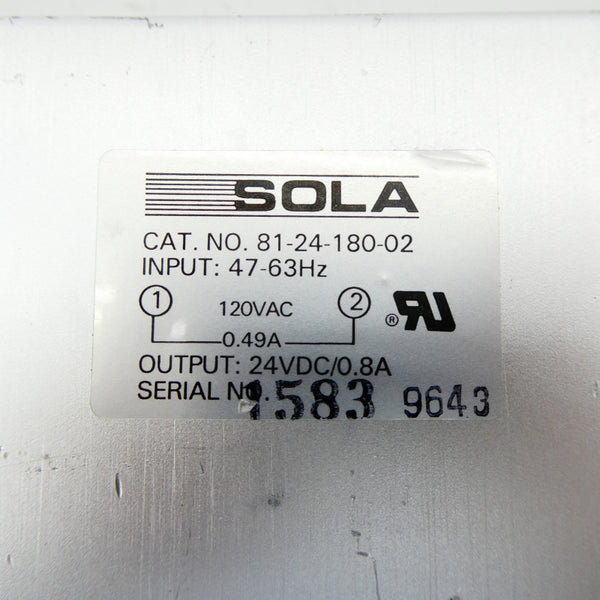 SOLA
CAT. NO. 81-24-180-02
INPUT: 47-63Hz
1 120VAC 2
0.49A
OUTPUT: 24VDC/0.8A
SERIAL NO. 1583 9643